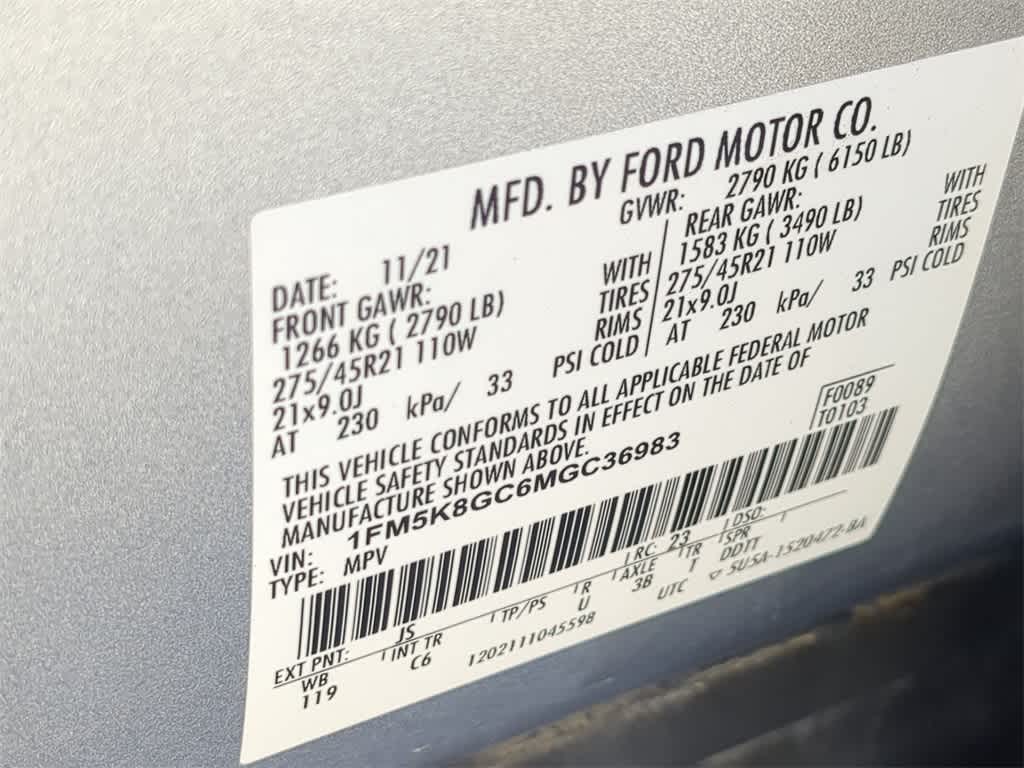 MFD. BY FORD MOTOR CO.
DATE: 11/21 GVWR: 2790 KG ( 6150 LB)
FRONT GAWR: REAR GAWR:
1266 KG ( 2790 LB) WITH 1583 KG ( 3490 LB) WITH
275/45R21 110W TIRES 275/45R21 110W TIRES
21x9.0J RIMS 21x9.0J RIMS
AT 230 kPa/ 33 PSI COLD AT 230 kPa/ 33 PSI COLD
THIS VEHICLE CONFORMS TO ALL APPLICABLE FEDERAL MOTOR
VEHICLE SAFETY STANDARDS IN EFFECT ON THE DATE OF
MANUFACTURE SHOWN ABOVE.
F0089
T0103
VIN: 1FM5K8GC6MGC36983
TYPE: MPV
EXT PNT: JS RC: 23 DSO:
WB INT TR TP/PS R AXLE TR SPR
119 C6 U 3B 1 DDTT
1202111045598 UTC 5U5A-1520472-BA